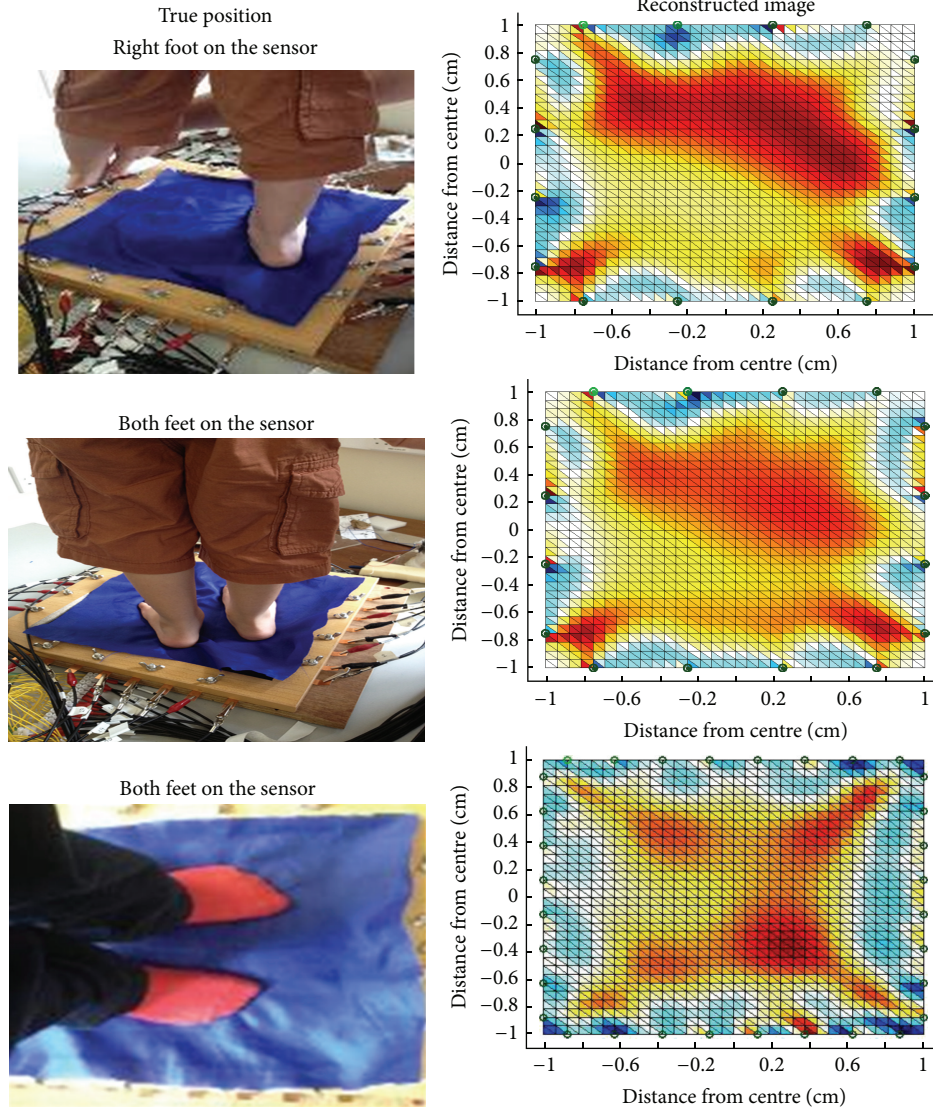 True position
Right foot on the sensor
Reconstructed image
1
0.8
0.6
0.4
0.2
0
−0.2
−0.4
−0.6
−0.8
−1
Distance from centre (cm)
−1 −0.6 −0.2 0.2 0.6 1
Distance from centre (cm)
Both feet on the sensor
1
0.8
0.6
0.4
0.2
0
−0.2
−0.4
−0.6
−0.8
−1
Distance from centre (cm)
−1 −0.6 −0.2 0.2 0.6 1
Distance from centre (cm)
Both feet on the sensor
1
0.8
0.6
0.4
0.2
0
−0.2
−0.4
−0.6
−0.8
−1
Distance from centre (cm)
−1 −0.6 −0.2 0.2 0.6 1
Distance from centre (cm)